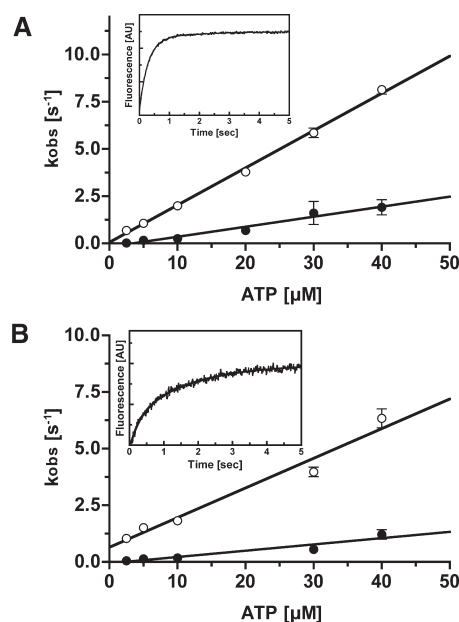 A
Fluorescence [AU]
0 1 2 3 4 5
Time [sec]
kobs [s⁻¹]
10.0
7.5
5.0
2.5
0.0
0 10 20 30 40 50
ATP [µM]
B
Fluorescence [AU]
0 1 2 3 4 5
Time [sec]
kobs [s⁻¹]
10.0
7.5
5.0
2.5
0.0
0 10 20 30 40 50
ATP [µM]